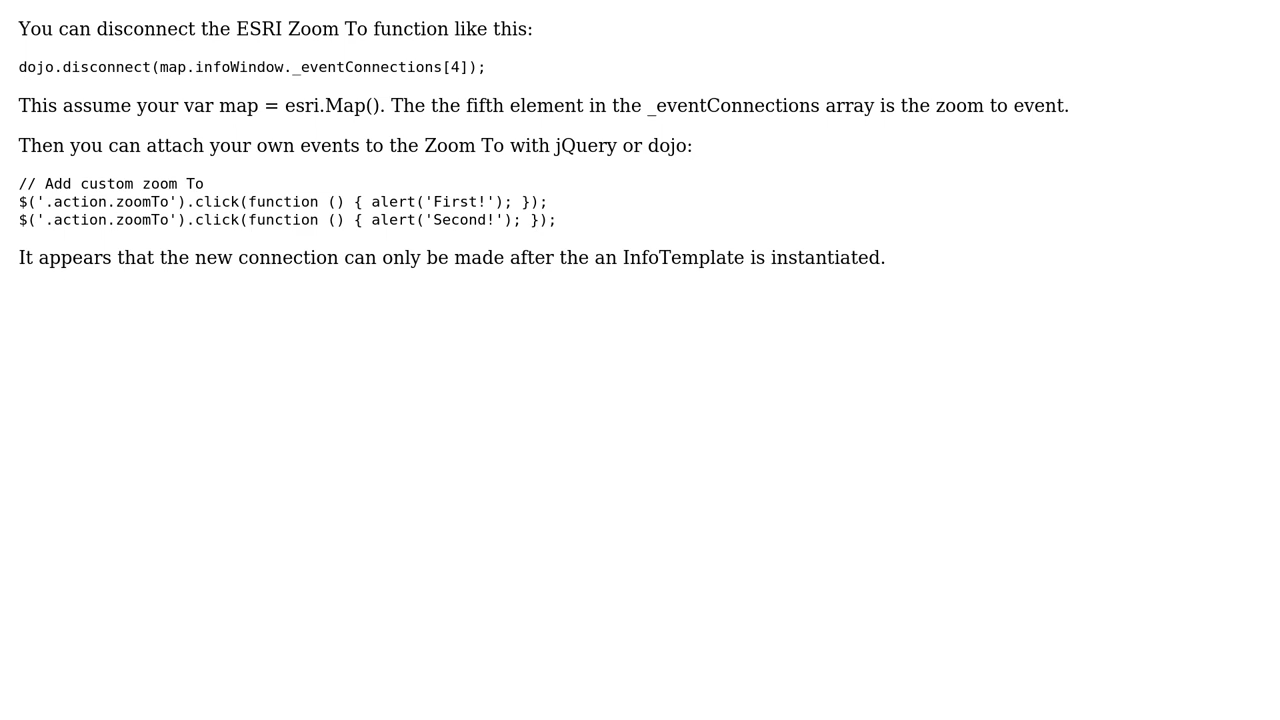 You can disconnect the ESRI Zoom To function like this:
dojo.disconnect(map.infoWindow._eventConnections[4]);
This assume your var map = esri.Map(). The the fifth element in the _eventConnections array is the zoom to event.
Then you can attach your own events to the Zoom To with jQuery or dojo:
// Add custom zoom To
$('.action.zoomTo').click(function () { alert('First!'); });
$('.action.zoomTo').click(function () { alert('Second!'); });
It appears that the new connection can only be made after the an InfoTemplate is instantiated.